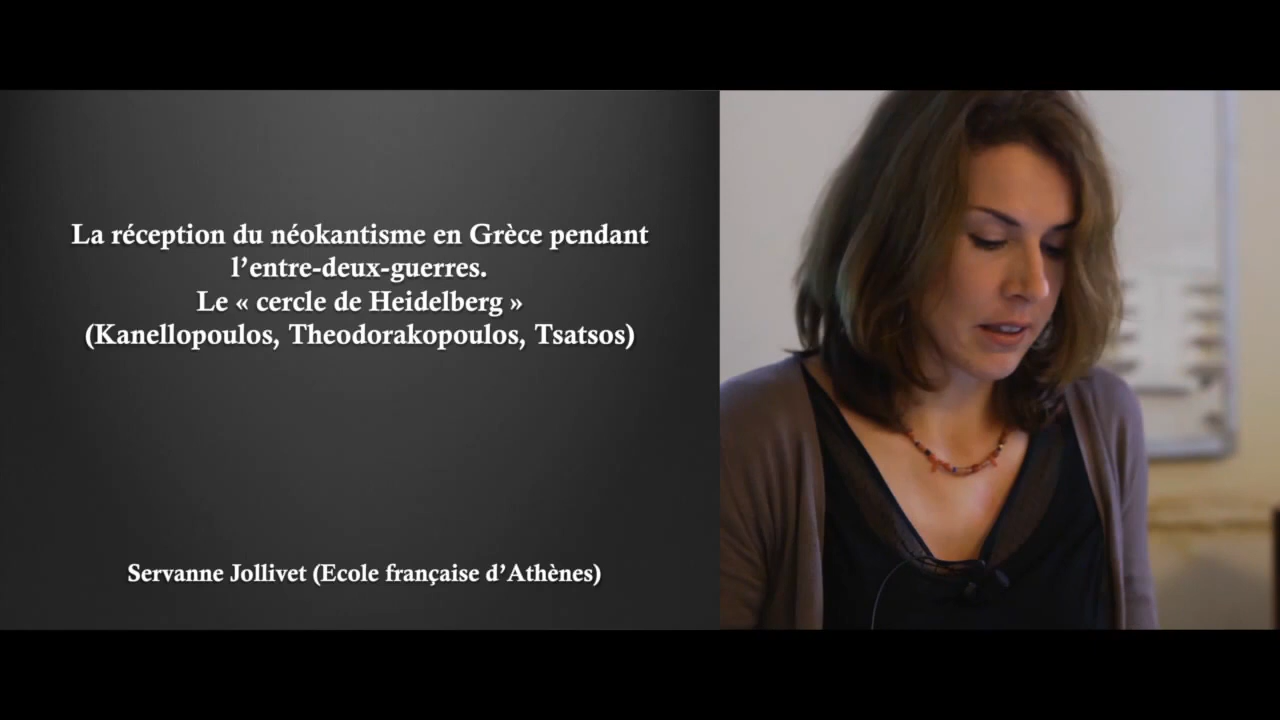 La réception du néokantisme en Grèce pendant
l’entre-deux-guerres.
Le « cercle de Heidelberg »
(Kanellopoulos, Theodorakopoulos, Tsatsos)
Servanne Jollivet (Ecole française d’Athènes)